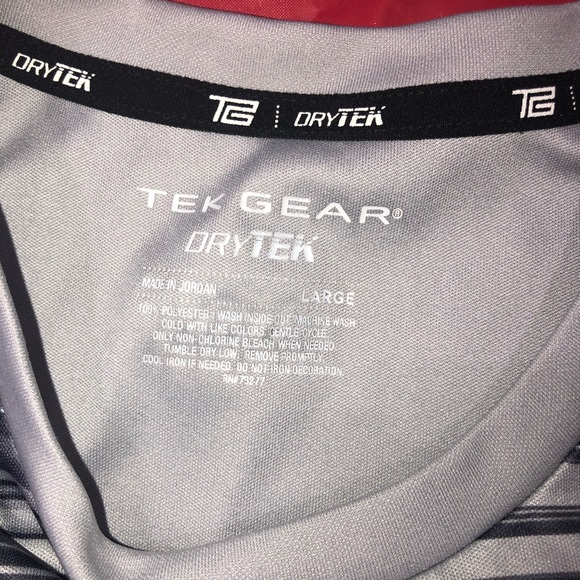 DRYTEK TG DRYTEK TG
TEK GEAR®
DRYTEK
MADE IN JORDAN LARGE
100% POLYESTER WASH INSIDE OUT MACHINE WASH
COLD WITH LIKE COLORS. GENTLE CYCLE.
ONLY NON-CHLORINE BLEACH WHEN NEEDED.
TUMBLE DRY LOW. REMOVE PROMPTLY.
COOL IRON IF NEEDED. DO NOT IRON DECORATION.
RN#73277